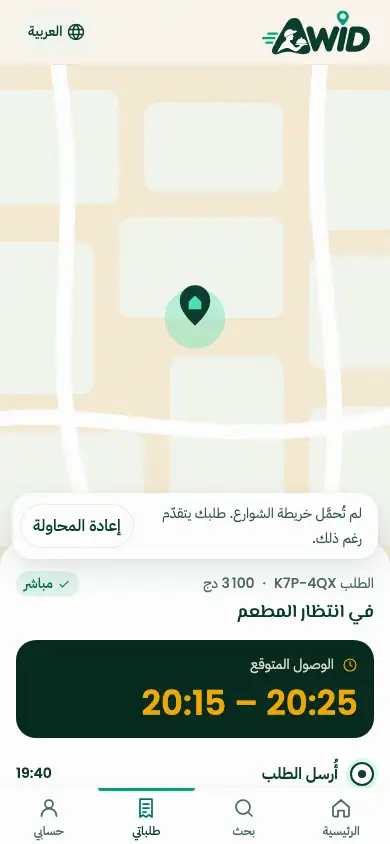 العربية
AWID
لم تُحمَّل خريطة الشوارع. طلبك يتقدّم
رغم ذلك.
إعادة المحاولة
الطلب K7P-4QX · 3100 دج
مباشر
في انتظار المطعم
الوصول المتوقع
20:15 – 20:25
أُرسل الطلب
19:40
الرئيسية
بحث
طلباتي
حسابي